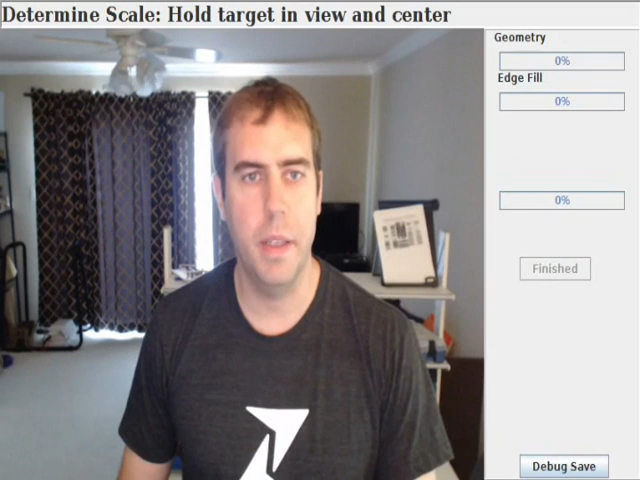 Determine Scale: Hold target in view and center
Geometry
0%
Edge Fill
0%
0%
Finished
Debug Save